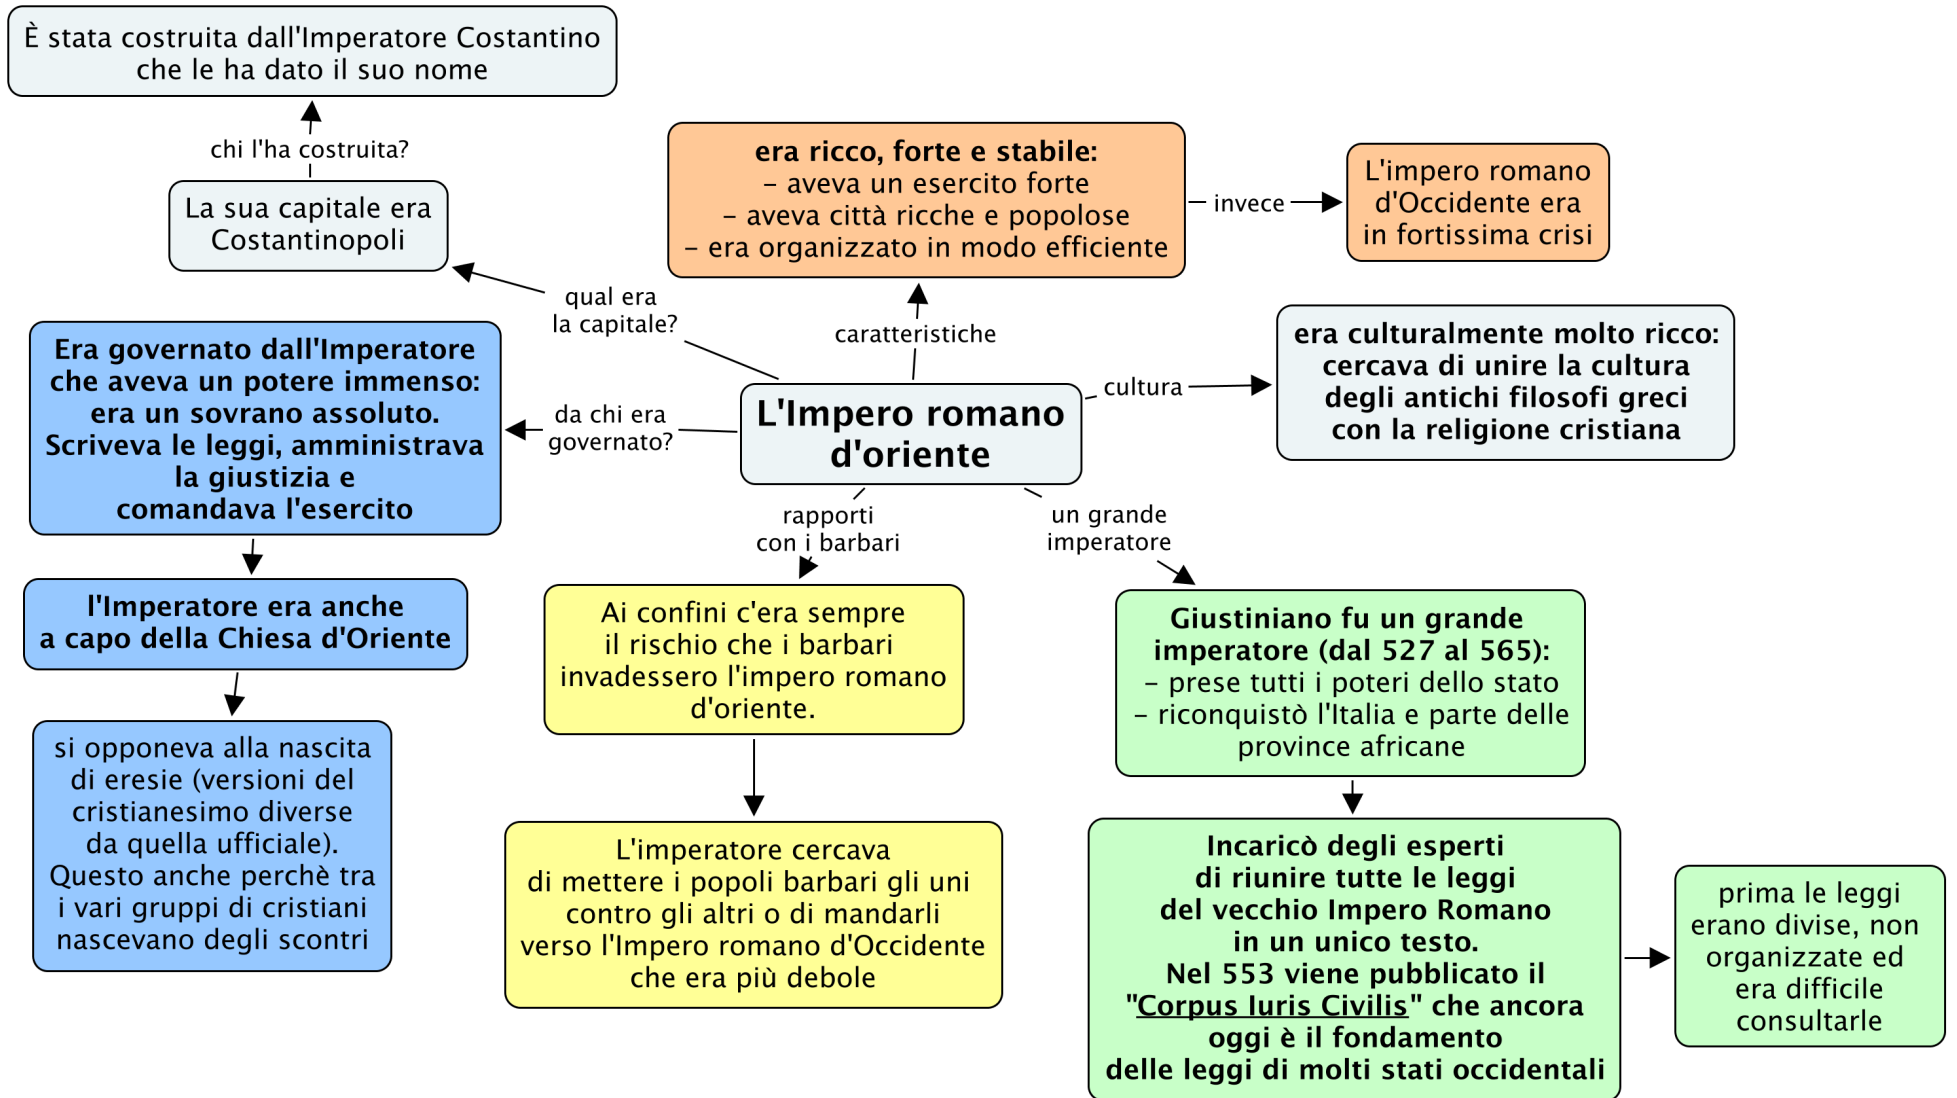 È stata costruita dall'Imperatore Costantino
che le ha dato il suo nome
chi l'ha costruita?
La sua capitale era
Costantinopoli
qual era
la capitale?
era ricco, forte e stabile:
– aveva un esercito forte
– aveva città ricche e popolose
– era organizzato in modo efficiente
invece
L'impero romano
d'Occidente era
in fortissima crisi
caratteristiche
era culturalmente molto ricco:
cercava di unire la cultura
degli antichi filosofi greci
con la religione cristiana
cultura
L'Impero romano
d'oriente
da chi era
governato?
Era governato dall'Imperatore
che aveva un potere immenso:
era un sovrano assoluto.
Scriveva le leggi, amministrava
la giustizia e
comandava l'esercito
l'Imperatore era anche
a capo della Chiesa d'Oriente
si opponeva alla nascita
di eresie (versioni del
cristianesimo diverse
da quella ufficiale).
Questo anche perchè tra
i vari gruppi di cristiani
nascevano degli scontri
rapporti
con i barbari
Ai confini c'era sempre
il rischio che i barbari
invadessero l'impero romano
d'oriente.
L'imperatore cercava
di mettere i popoli barbari gli uni
contro gli altri o di mandarli
verso l'Impero romano d'Occidente
che era più debole
un grande
imperatore
Giustiniano fu un grande
imperatore (dal 527 al 565):
– prese tutti i poteri dello stato
– riconquistò l'Italia e parte delle
province africane
Incaricò degli esperti
di riunire tutte le leggi
del vecchio Impero Romano
in un unico testo.
Nel 553 viene pubblicato il
"Corpus Iuris Civilis" che ancora
oggi è il fondamento
delle leggi di molti stati occidentali
prima le leggi
erano divise, non
organizzate ed
era difficile
consultarle